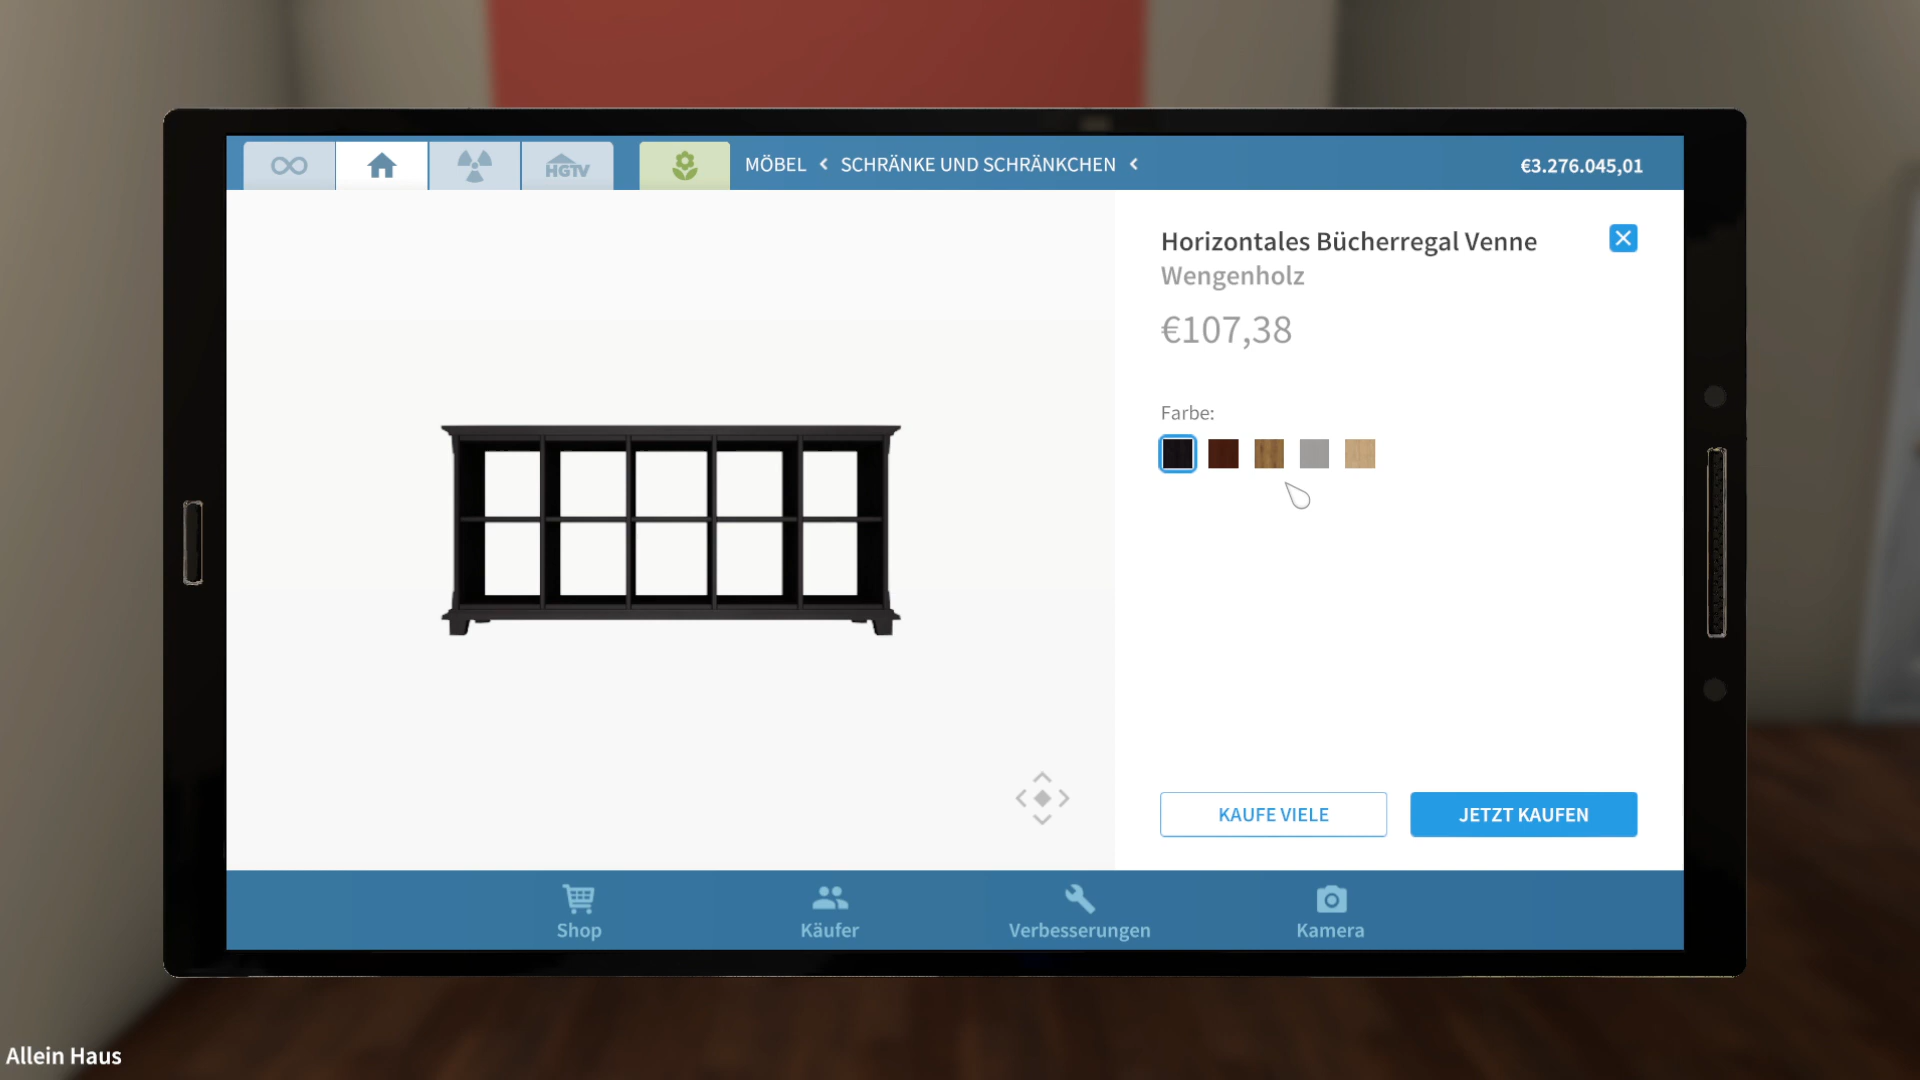 HGTV
MÖBEL < SCHRÄNKE UND SCHRÄNKCHEN <
€3.276.045,01
Horizontales Bücherregal Venne
Wengenholz
€107,38
Farbe:
KAUFE VIELE
JETZT KAUFEN
Shop
Käufer
Verbesserungen
Kamera
Allein Haus